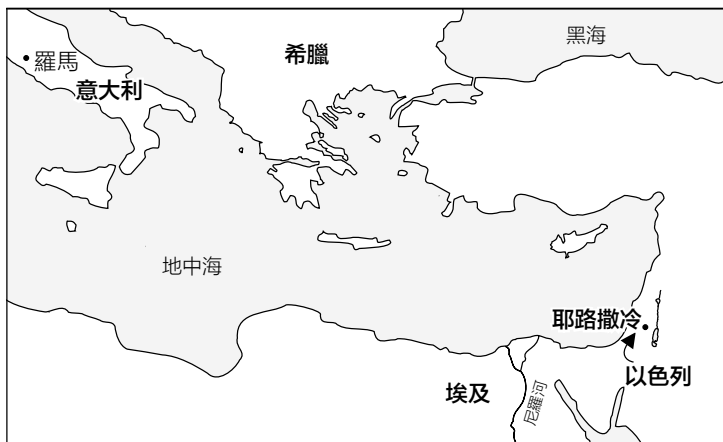 黑海
希臘
羅馬
意大利
地中海
耶路撒冷
以色列
埃及
尼羅河